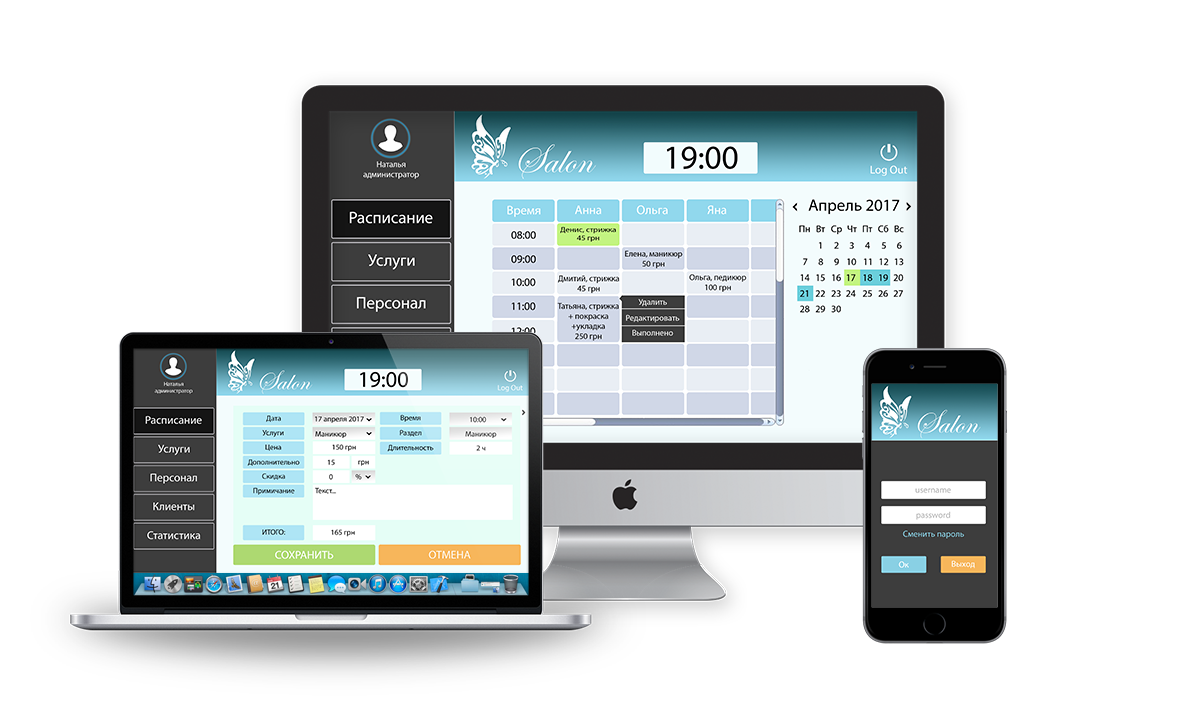 Наталья
администратор
Salon
19:00
Log Out
Расписание
Услуги
Персонал
Время Анна Ольга Яна
08:00
Денис, стрижка
45 грн
09:00
Елена, маникюр
50 грн
10:00
Дмитий, стрижка
45 грн
Ольга, педикюр
100 грн
11:00
Татьяна, стрижка
+ покраска
+укладка
250 грн
Удалить
Редактировать
Выполнено
12:00
‹ Апрель 2017 ›
Пн Вт Ср Чт Пт Сб Вс
1 2 3 4 5 6
7 8 9 10 11 12 13
14 15 16 17 18 19 20
21 22 23 24 25 26 27
28 29 30
Наталья
администратор
Salon
19:00
Log Out
Расписание
Услуги
Персонал
Клиенты
Статистика
Дата 17 апреля 2017 Время 10:00
Услуги Маникюр Раздел Маникюр
Цена 150 грн Длительность 2 ч
Дополнительно 15 грн
Скидка 0 %
Примичание Текст...
ИТОГО: 165 грн
СОХРАНИТЬ ОТМЕНА
21
Salon
username
password
Сменить пароль
Ок Выход